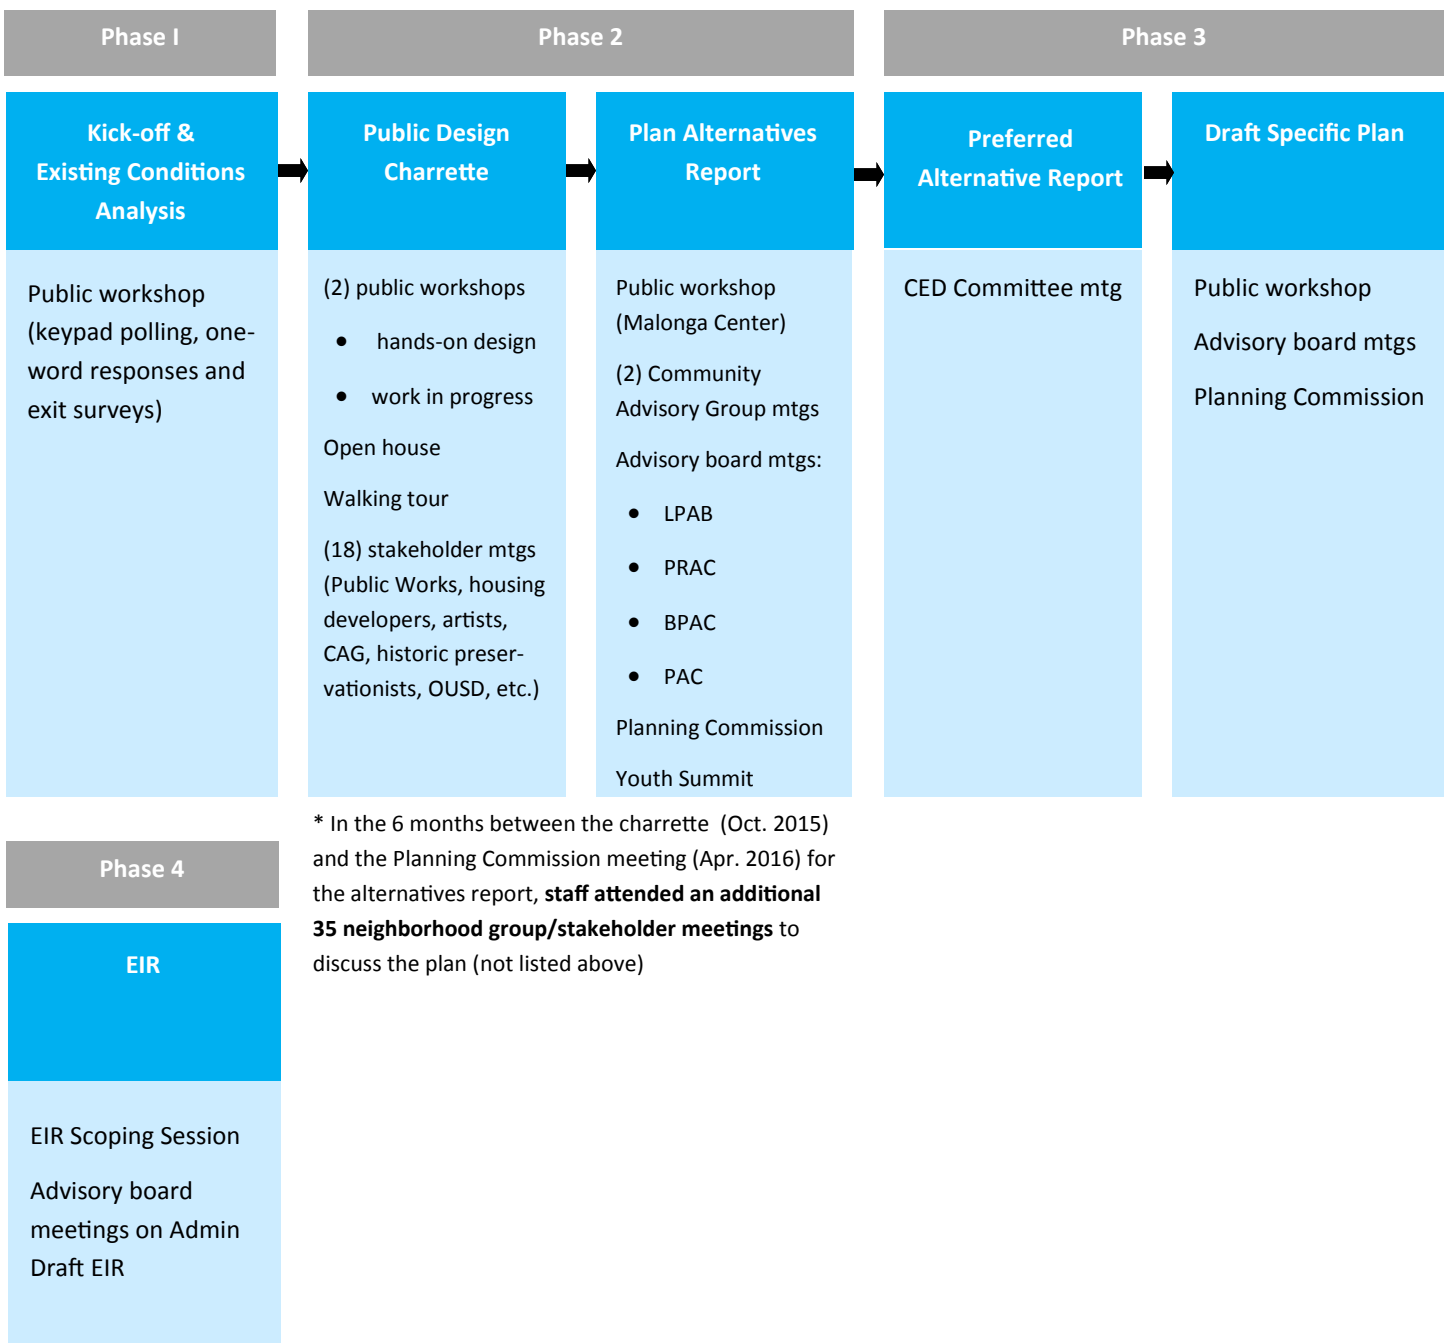 Phase I
Kick-off &
Existing Conditions
Analysis
Public workshop
(keypad polling, one-
word responses and
exit surveys)
Phase 2
Public Design
Charrette
(2) public workshops
• hands-on design
• work in progress
Open house
Walking tour
(18) stakeholder mtgs
(Public Works, housing
developers, artists,
CAG, historic preser-
vationists, OUSD, etc.)
Plan Alternatives
Report
Public workshop
(Malonga Center)
(2) Community
Advisory Group mtgs
Advisory board mtgs:
• LPAB
• PRAC
• BPAC
• PAC
Planning Commission
Youth Summit
* In the 6 months between the charrette (Oct. 2015)
and the Planning Commission meeting (Apr. 2016) for
the alternatives report, staff attended an additional
35 neighborhood group/stakeholder meetings to
discuss the plan (not listed above)
Phase 3
Preferred
Alternative Report
CED Committee mtg
Draft Specific Plan
Public workshop
Advisory board mtgs
Planning Commission
Phase 4
EIR
EIR Scoping Session
Advisory board
meetings on Admin
Draft EIR